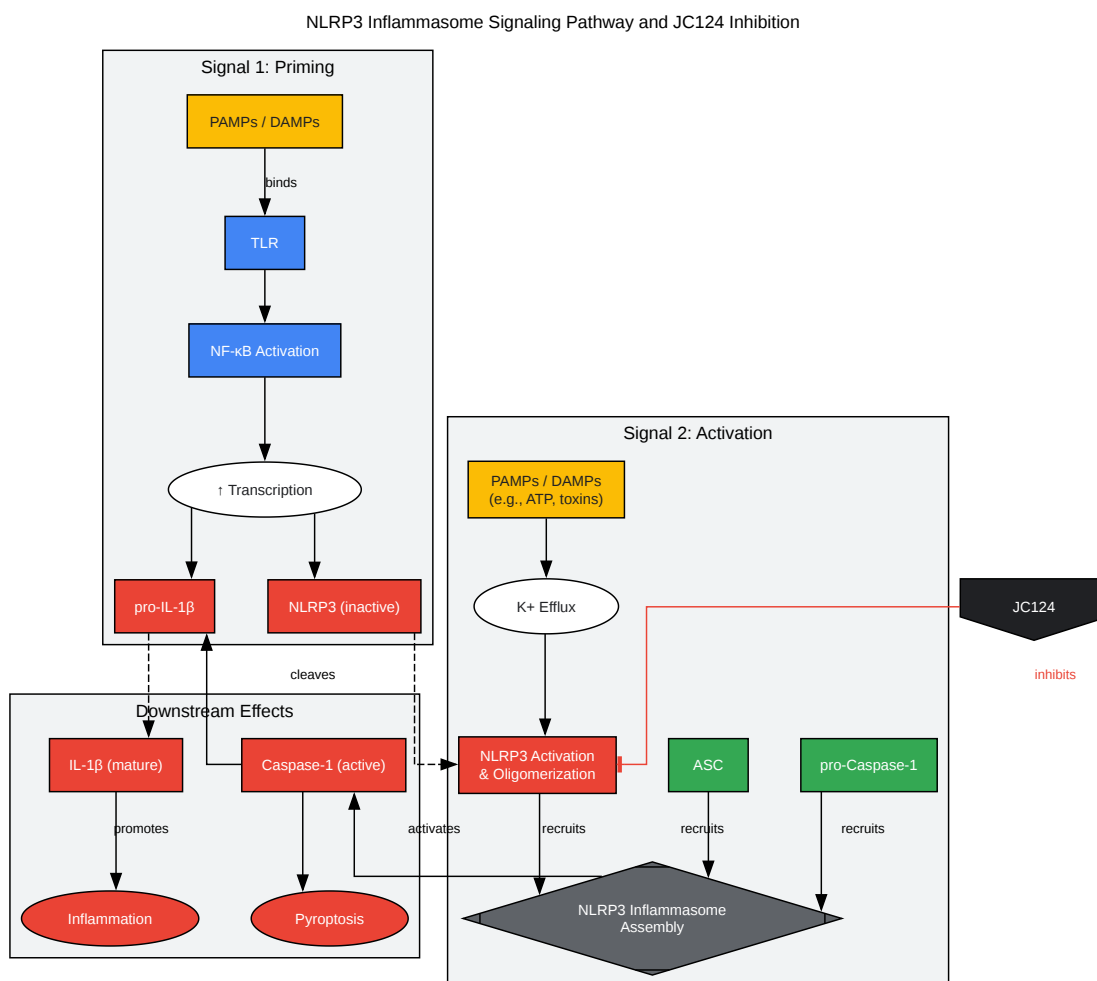 NLRP3 Inflammasome Signaling Pathway and JC124 Inhibition
Signal 1: Priming
PAMPs / DAMPs
binds
TLR
NF-κB Activation
↑ Transcription
pro-IL-1β
NLRP3 (inactive)
cleaves
Signal 2: Activation
PAMPs / DAMPs
(e.g., ATP, toxins)
K+ Efflux
JC124
inhibits
NLRP3 Activation
& Oligomerization
ASC
pro-Caspase-1
recruits
recruits
recruits
activates
NLRP3 Inflammasome
Assembly
Downstream Effects
IL-1β (mature)
Caspase-1 (active)
promotes
Inflammation
Pyroptosis